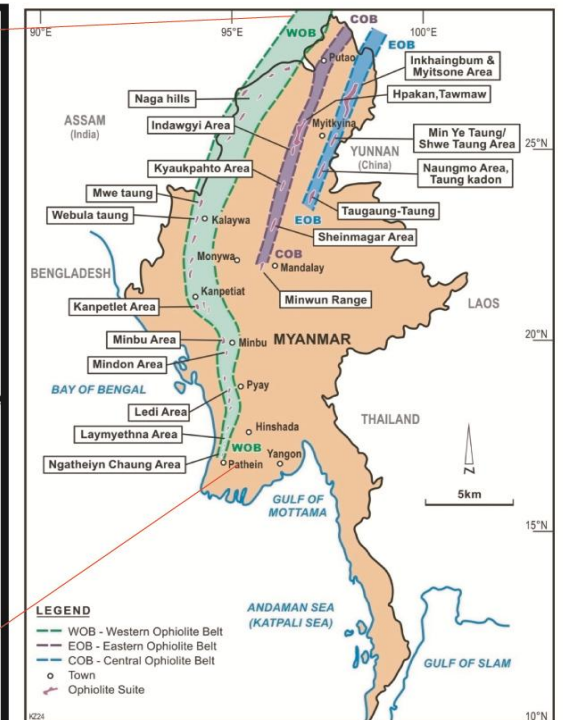 90°E
95°E
100°E
WOB
COB
EOB
Putao
Inkhaingbum &
Myitsone Area
Naga hills
Hpakan,Tawmaw
ASSAM
(India)
Indawgyi Area
Myitkyina
Min Ye Taung/
Shwe Taung Area
25°N
YUNNAN
(China)
Kyaukpahto Area
Naungmo Area,
Taung kadon
Mwe taung
Webula taung
Kalaywa
EOB
Taugaung-Taung
Sheinmagar Area
COB
Monywa
Mandalay
BENGLADESH
Kanpetiat
Minwun Range
LAOS
Kanpetlet Area
Minbu Area
Minbu
MYANMAR
20°N
Mindon Area
BAY OF BENGAL
Pyay
Ledi Area
THAILAND
Laymyethna Area
Hinshada
WOB
Yangon
Ngatheiyn Chaung Area
Pathein
N
5km
GULF OF
MOTTAMA
15°N
LEGEND
WOB - Western Ophiolite Belt
EOB - Eastern Ophiolite Belt
COB - Central Ophiolite Belt
Town
Ophiolite Suite
ANDAMAN SEA
(KATPALI SEA)
GULF OF SLAM
KZ24
10°N